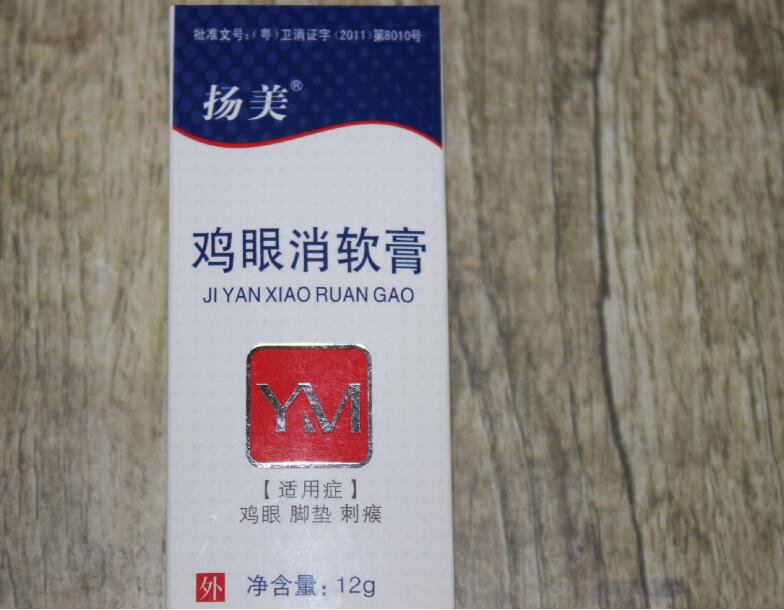 批准文号:(粤)卫消证字(2011)第8010号
扬美®
鸡眼消软膏
JI YAN XIAO RUAN GAO
YM
【适用症】
鸡眼 脚垫 刺瘊
外 净含量: 12g